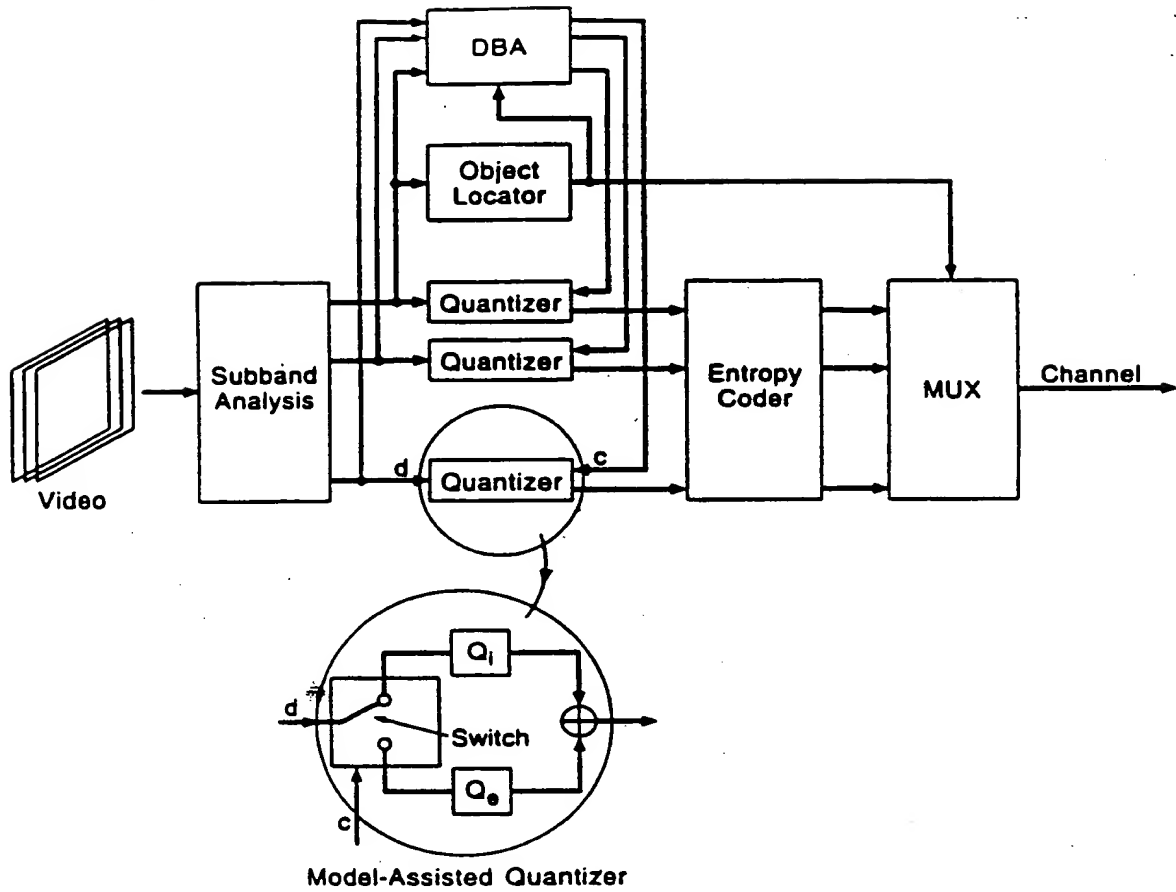 DBA
Object
Locator
Quantizer
Quantizer
Subband
Analysis
Entropy
Coder
MUX
Channel
d
Quantizer
c
Video
Qi
d
Switch
Qe
c
Model-Assisted Quantizer